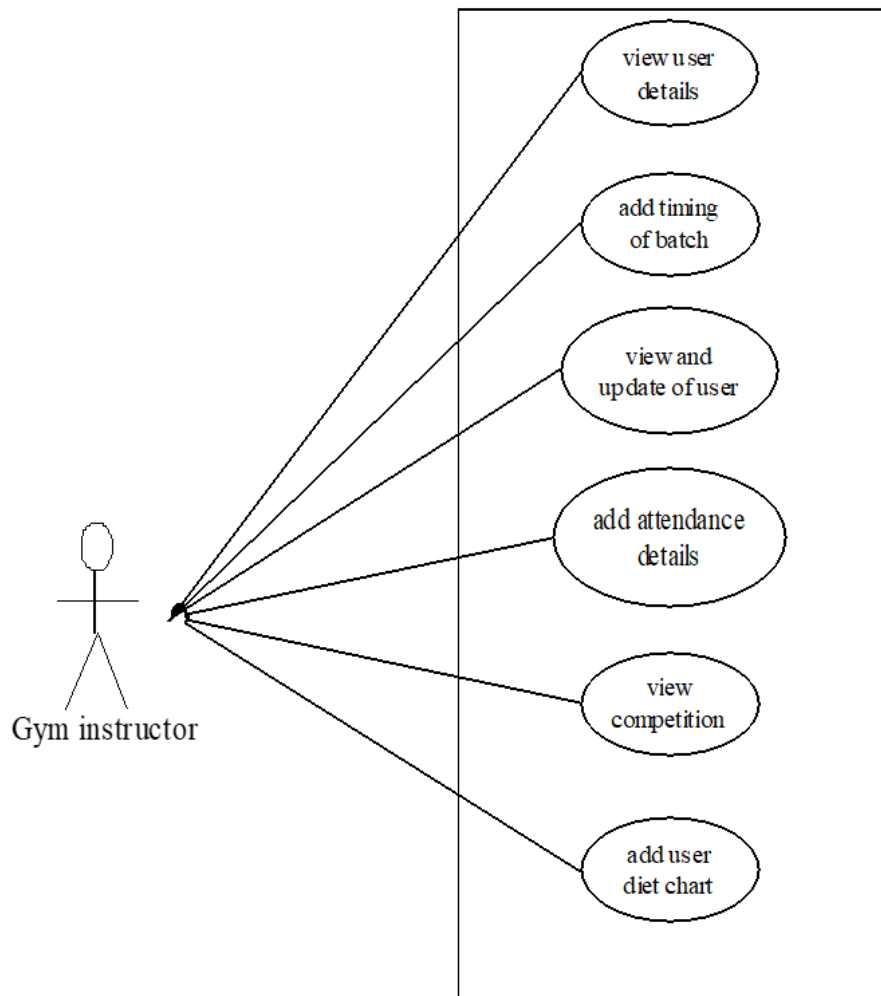 view user
details
add timing
of batch
view and
update of user
add attendance
details
Gym instructor
view
competition
add user
diet chart